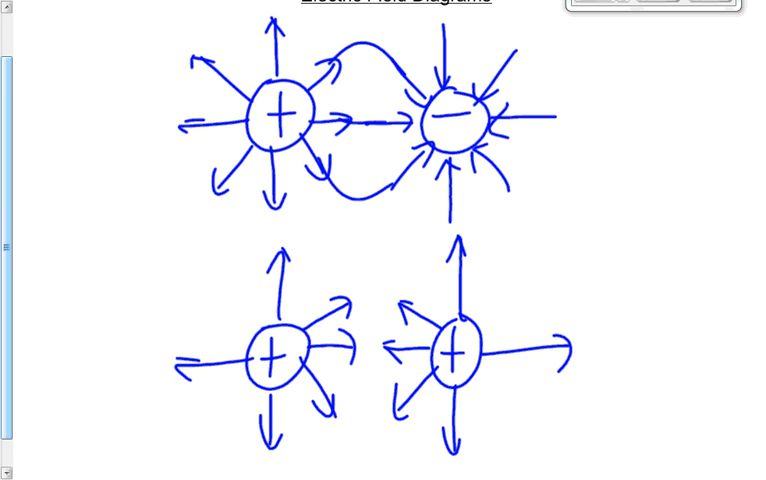 Electric Field Diagrams
+ −
+ +